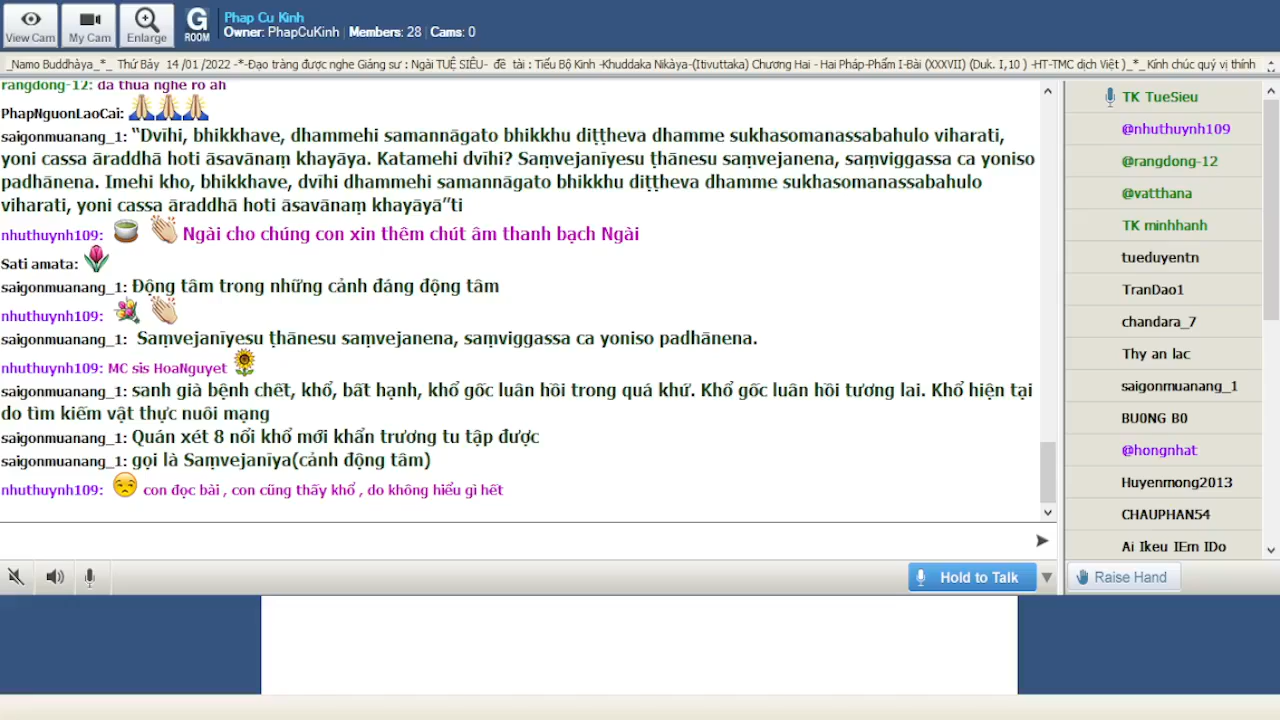 View Cam
My Cam
Enlarge
G
ROOM
Phap Cu Kinh
Owner: PhapCuKinh | Members: 28 | Cams: 0
_Namo Buddhàya_*_ Thứ Bảy 14 /01 /2022 -*-Đạo tràng được nghe Giáng sư : Ngài TUỆ SIÊU- đề tài : Tiểu Bộ Kinh -Khuddaka Nikàya-(Itivuttaka) Chương Hai - Hai Pháp-Phẩm I-Bài (XXXVII) (Duk. I,10 ) -HT-TMC dịch Việt )_*_ Kính chúc quý vị thính
rangdong-12: dạ thưa nghe rõ ah
PhapNguonLaoCai:
saigonmuanang_1: “Dvīhi, bhikkhave, dhammehi samannāgato bhikkhu diṭṭheva dhamme sukhasomanassabahulo viharati,
yoni cassa āraddhā hoti āsavānaṃ khayāya. Katamehi dvīhi? Saṃvejanīyesu ṭhānesu saṃvejanena, saṃviggassa ca yoniso
padhānena. Imehi kho, bhikkhave, dvīhi dhammehi samannāgato bhikkhu diṭṭheva dhamme sukhasomanassabahulo
viharati, yoni cassa āraddhā hoti āsavānaṃ khayāyā”ti
nhuthuynh109: Ngài cho chúng con xin thêm chút âm thanh bạch Ngài
Sati amata:
saigonmuanang_1: Động tâm trong những cảnh đáng động tâm
nhuthuynh109:
saigonmuanang_1: Saṃvejanīyesu ṭhānesu saṃvejanena, saṃviggassa ca yoniso padhānena.
nhuthuynh109: MC sis HoaNguyet
saigonmuanang_1: sanh già bệnh chết, khổ, bất hạnh, khổ gốc luân hồi trong quá khứ. Khổ gốc luân hồi tương lai. Khổ hiện tại
do tìm kiếm vật thực nuôi mạng
saigonmuanang_1: Quán xét 8 nổi khổ mới khẩn trương tu tập được
saigonmuanang_1: gọi là Saṃvejanīya(cảnh động tâm)
nhuthuynh109: con đọc bài , con cũng thấy khổ , do không hiểu gì hết
Hold to Talk
TK TueSieu
@nhuthuynh109
@rangdong-12
@vatthana
TK minhhanh
tueduyentn
TranDao1
chandara_7
Thy an lac
saigonmuanang_1
BU0NG B0
@hongnhat
Huyenmong2013
CHAUPHAN54
Ai Ikeu IEm IDo
Raise Hand